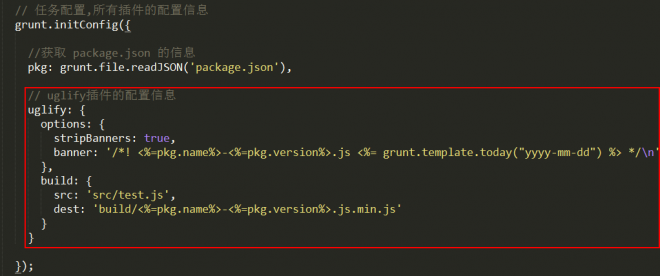 // 任务配置,所有插件的配置信息
grunt.initConfig({
//获取 package.json 的信息
pkg: grunt.file.readJSON('package.json'),
// uglify插件的配置信息
uglify: {
options: {
stripBanners: true,
banner: '/*! <%=pkg.name%>-<%=pkg.version%>.js <%= grunt.template.today("yyyy-mm-dd") %> */\n'
},
build: {
src: 'src/test.js',
dest: 'build/<%=pkg.name%>-<%=pkg.version%>.js.min.js'
}
}
});